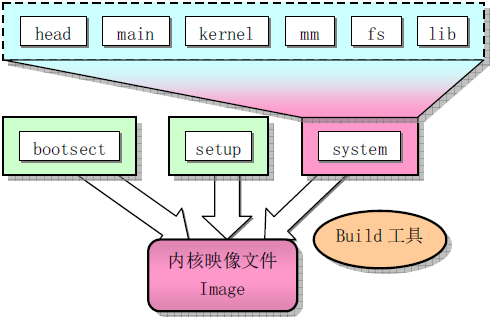 head main kernel mm fs lib
bootsect setup system
Build 工具
内核映像文件
Image